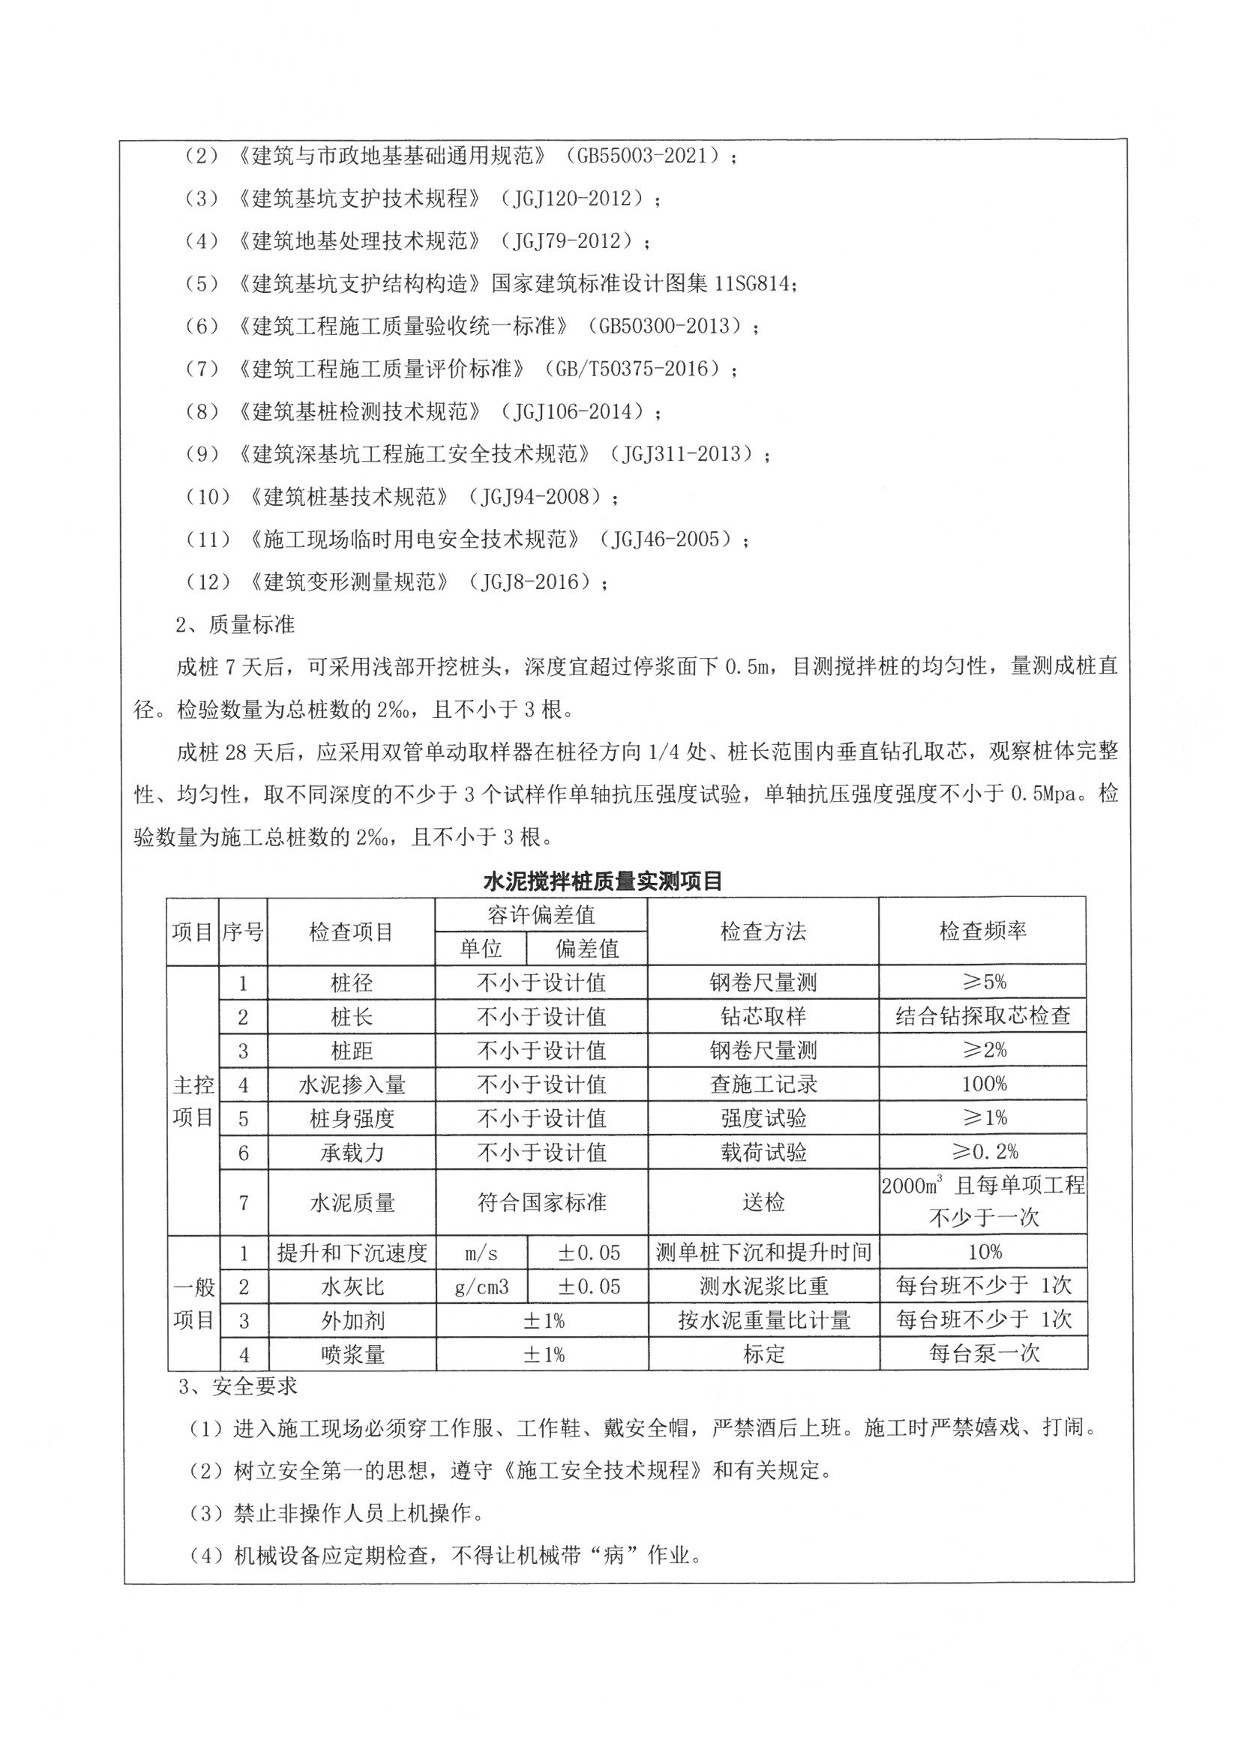 （2）《建筑与市政地基基础通用规范》（GB55003-2021）；
（3）《建筑基坑支护技术规程》（JGJ120-2012）；
（4）《建筑地基处理技术规范》（JGJ79-2012）；
（5）《建筑基坑支护结构构造》国家建筑标准设计图集 11SG814；
（6）《建筑工程施工质量验收统一标准》（GB50300-2013）；
（7）《建筑工程施工质量评价标准》（GB/T50375-2016）；
（8）《建筑基桩检测技术规范》（JGJ106-2014）；
（9）《建筑深基坑工程施工安全技术规范》（JGJ311-2013）；
（10）《建筑桩基技术规范》（JGJ94-2008）；
（11）《施工现场临时用电安全技术规范》（JGJ46-2005）；
（12）《建筑变形测量规范》（JGJ8-2016）；
2、质量标准
成桩 7 天后，可采用浅部开挖桩头，深度宜超过停浆面下 0.5m，目测搅拌桩的均匀性，量测成桩直
径。检验数量为总桩数的 2‰，且不小于 3 根。
成桩 28 天后，应采用双管单动取样器在桩径方向 1/4 处、桩长范围内垂直钻孔取芯，观察桩体完整
性、均匀性，取不同深度的不少于 3 个试样作单轴抗压强度试验，单轴抗压强度强度不小于 0.5Mpa。检
验数量为施工总桩数的 2‰，且不小于 3 根。
水泥搅拌桩质量实测项目
项目 序号 检查项目 容许偏差值 检查方法 检查频率
单位 偏差值
主控项目 1 桩径 不小于设计值 钢卷尺量测 ≥5%
2 桩长 不小于设计值 钻芯取样 结合钻探取芯检查
3 桩距 不小于设计值 钢卷尺量测 ≥2%
4 水泥掺入量 不小于设计值 查施工记录 100%
5 桩身强度 不小于设计值 强度试验 ≥1%
6 承载力 不小于设计值 载荷试验 ≥0.2%
7 水泥质量 符合国家标准 送检 2000m³ 且每单项工程不少于一次
一般项目 1 提升和下沉速度 m/s ±0.05 测单桩下沉和提升时间 10%
2 水灰比 g/cm3 ±0.05 测水泥浆比重 每台班不少于 1次
3 外加剂 ±1% 按水泥重量比计量 每台班不少于 1次
4 喷浆量 ±1% 标定 每台泵一次
3、安全要求
（1）进入施工现场必须穿工作服、工作鞋、戴安全帽，严禁酒后上班。施工时严禁嬉戏、打闹。
（2）树立安全第一的思想，遵守《施工安全技术规程》和有关规定。
（3）禁止非操作人员上机操作。
（4）机械设备应定期检查，不得让机械带“病”作业。